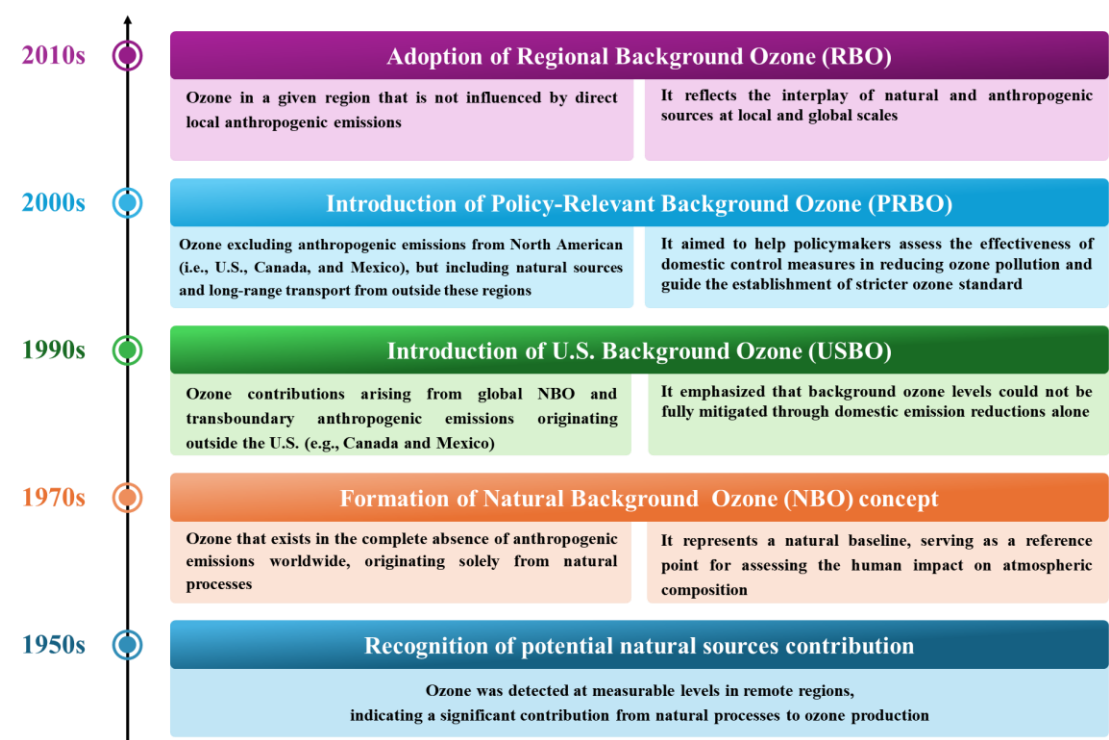 2010s
Adoption of Regional Background Ozone (RBO)
Ozone in a given region that is not influenced by direct
local anthropogenic emissions
It reflects the interplay of natural and anthropogenic
sources at local and global scales
2000s
Introduction of Policy-Relevant Background Ozone (PRBO)
Ozone excluding anthropogenic emissions from North American
(i.e., U.S., Canada, and Mexico), but including natural sources
and long-range transport from outside these regions
It aimed to help policymakers assess the effectiveness of
domestic control measures in reducing ozone pollution and
guide the establishment of stricter ozone standard
1990s
Introduction of U.S. Background Ozone (USBO)
Ozone contributions arising from global NBO and
transboundary anthropogenic emissions originating
outside the U.S. (e.g., Canada and Mexico)
It emphasized that background ozone levels could not be
fully mitigated through domestic emission reductions alone
1970s
Formation of Natural Background Ozone (NBO) concept
Ozone that exists in the complete absence of anthropogenic
emissions worldwide, originating solely from natural
processes
It represents a natural baseline, serving as a reference
point for assessing the human impact on atmospheric
composition
1950s
Recognition of potential natural sources contribution
Ozone was detected at measurable levels in remote regions,
indicating a significant contribution from natural processes to ozone production